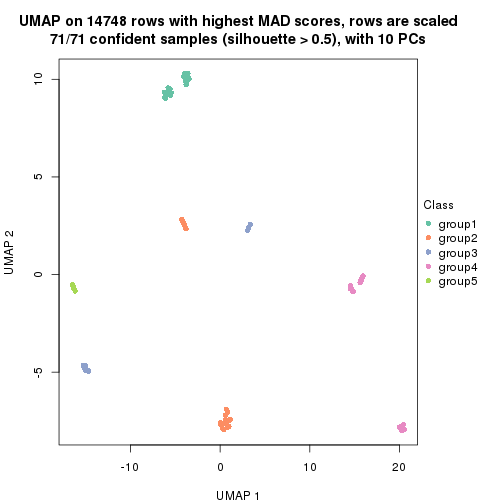 UMAP on 14748 rows with highest MAD scores, rows are scaled
71/71 confident samples (silhouette > 0.5), with 10 PCs
10
5
0
-5
UMAP 2
-10
0
10
20
UMAP 1
Class
group1
group2
group3
group4
group5